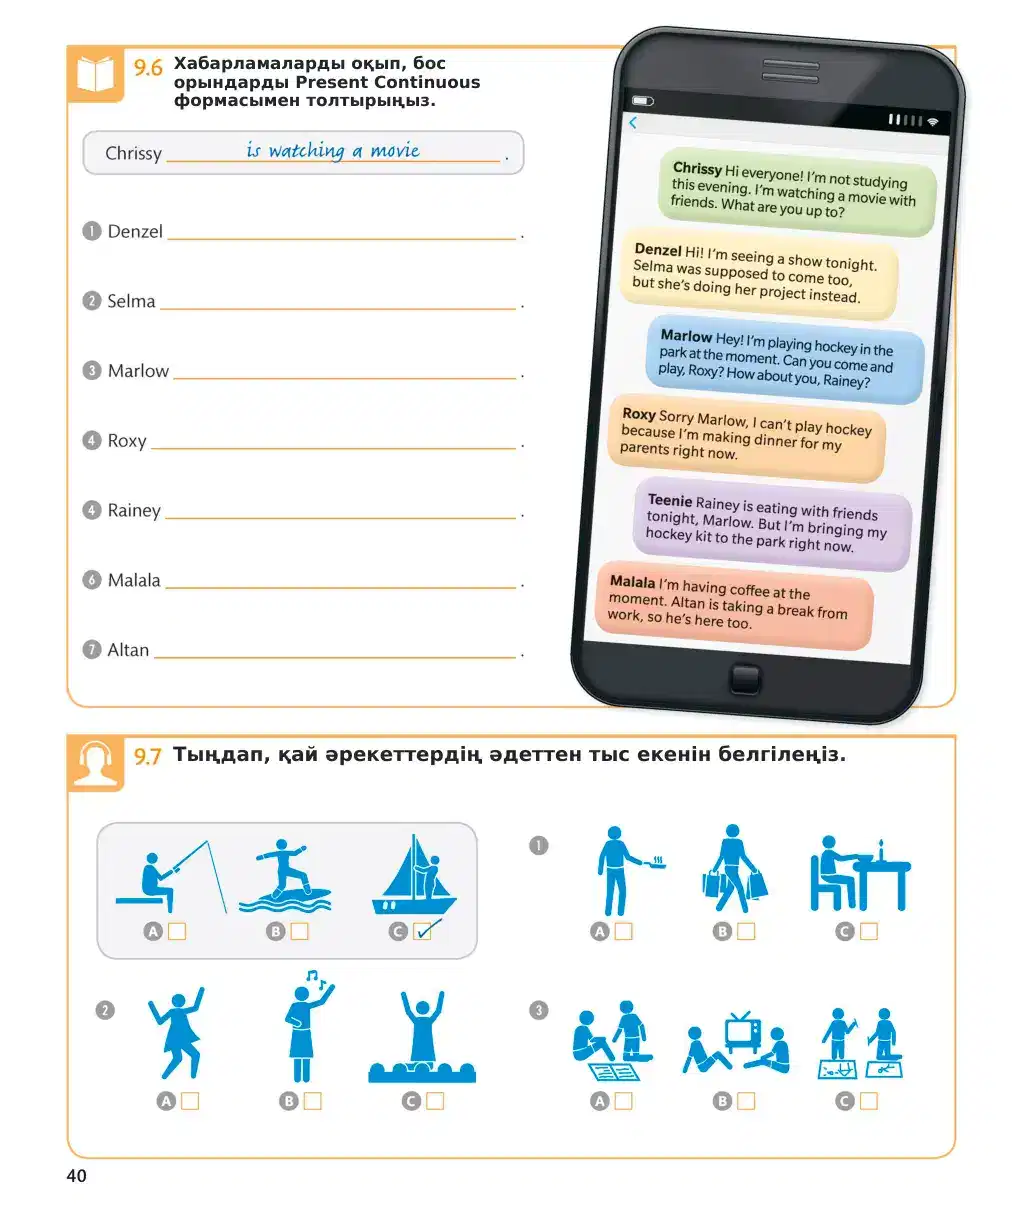 9.6 Хабарламаларды оқып, бос
орындарды Present Continuous
формасымен толтырыңыз.
Chrissy is watching a movie .
1 Denzel .
2 Selma .
3 Marlow .
4 Roxy .
4 Rainey .
6 Malala .
7 Altan .
Chrissy Hi everyone! I'm not studying
this evening. I'm watching a movie with
friends. What are you up to?
Denzel Hi! I'm seeing a show tonight.
Selma was supposed to come too,
but she's doing her project instead.
Marlow Hey! I'm playing hockey in the
park at the moment. Can you come and
play, Roxy? How about you, Rainey?
Roxy Sorry Marlow, I can't play hockey
because I'm making dinner for my
parents right now.
Teenie Rainey is eating with friends
tonight, Marlow. But I'm bringing my
hockey kit to the park right now.
Malala I'm having coffee at the
moment. Altan is taking a break from
work, so he's here too.
9.7 Тыңдап, қай әрекеттердің әдеттен тыс екенін белгілеңіз.
A B C
1
A B C
2
A B C
3
A B C
40